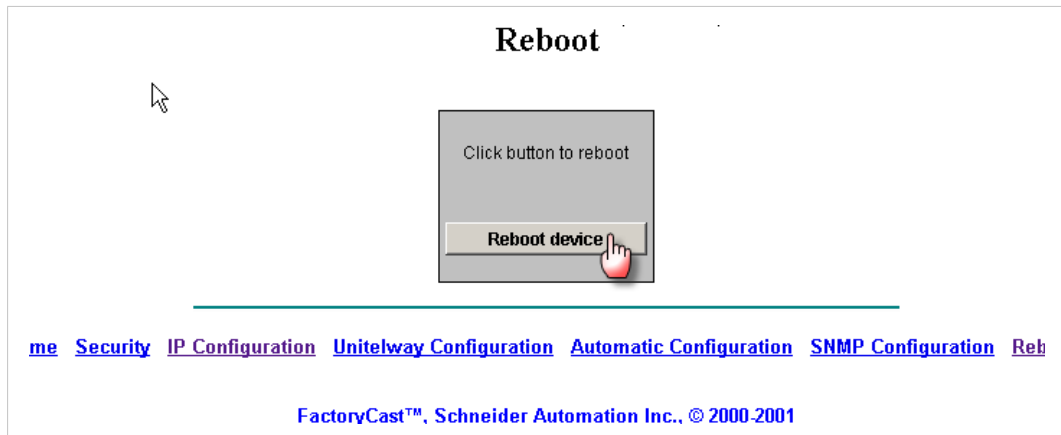 Reboot
Click button to reboot
Reboot device
me Security IP Configuration Unitelway Configuration Automatic Configuration SNMP Configuration Reb
FactoryCast™, Schneider Automation Inc., © 2000-2001